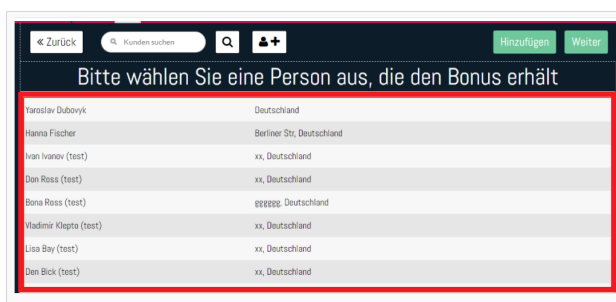 « Zurück Kunden suchen Hinzufügen Weiter
Bitte wählen Sie eine Person aus, die den Bonus erhält
Yaroslav Dubovyk Deutschland
Hanna Fischer Berliner Str, Deutschland
Ivan Ivanov (test) xx, Deutschland
Don Ross (test) xx, Deutschland
Bona Ross (test) gggggg, Deutschland
Vladimir Klepto (test) xx, Deutschland
Lisa Bay (test) xx, Deutschland
Den Bick (test) xx, Deutschland